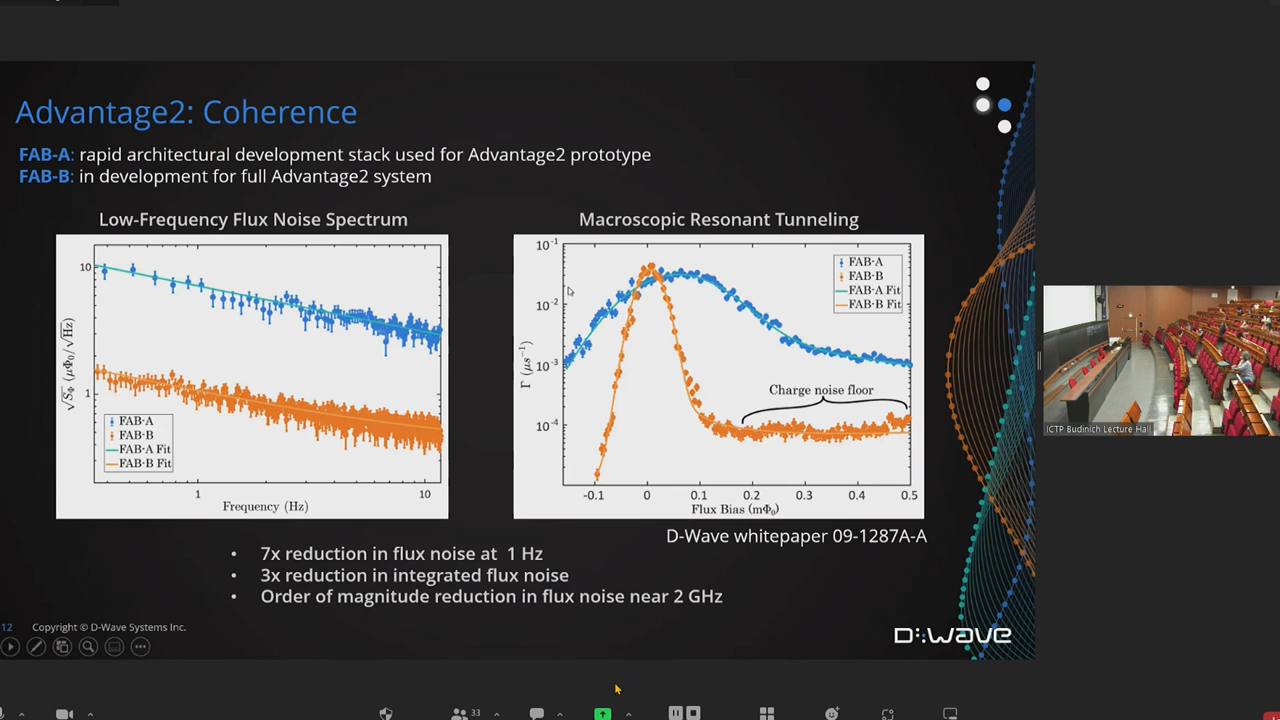 Advantage2: Coherence
FAB-A: rapid architectural development stack used for Advantage2 prototype
FAB-B: in development for full Advantage2 system
Low-Frequency Flux Noise Spectrum
10
1
√S_Φ (μΦ₀/√Hz)
FAB-A
FAB-B
FAB-A Fit
FAB-B Fit
1
10
Frequency (Hz)
Macroscopic Resonant Tunneling
10⁻¹
10⁻²
10⁻³
10⁻⁴
Γ (μs⁻¹)
FAB-A
FAB-B
FAB-A Fit
FAB-B Fit
Charge noise floor
-0.1
0
0.1
0.2
0.3
0.4
0.5
Flux Bias (mΦ₀)
D-Wave whitepaper 09-1287A-A
• 7x reduction in flux noise at 1 Hz
• 3x reduction in integrated flux noise
• Order of magnitude reduction in flux noise near 2 GHz
12
Copyright © D-Wave Systems Inc.
D:wave
ICTP Budinich Lecture Hall
33